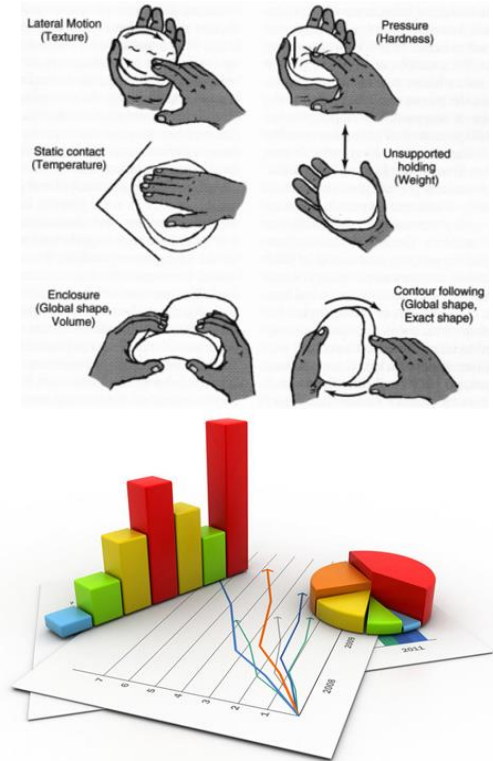 Lateral Motion
(Texture)
Pressure
(Hardness)
Static contact
(Temperature)
Unsupported
holding
(Weight)
Enclosure
(Global shape,
Volume)
Contour following
(Global shape,
Exact shape)
7
6
5
4
3
2
1
2008
2009
2011